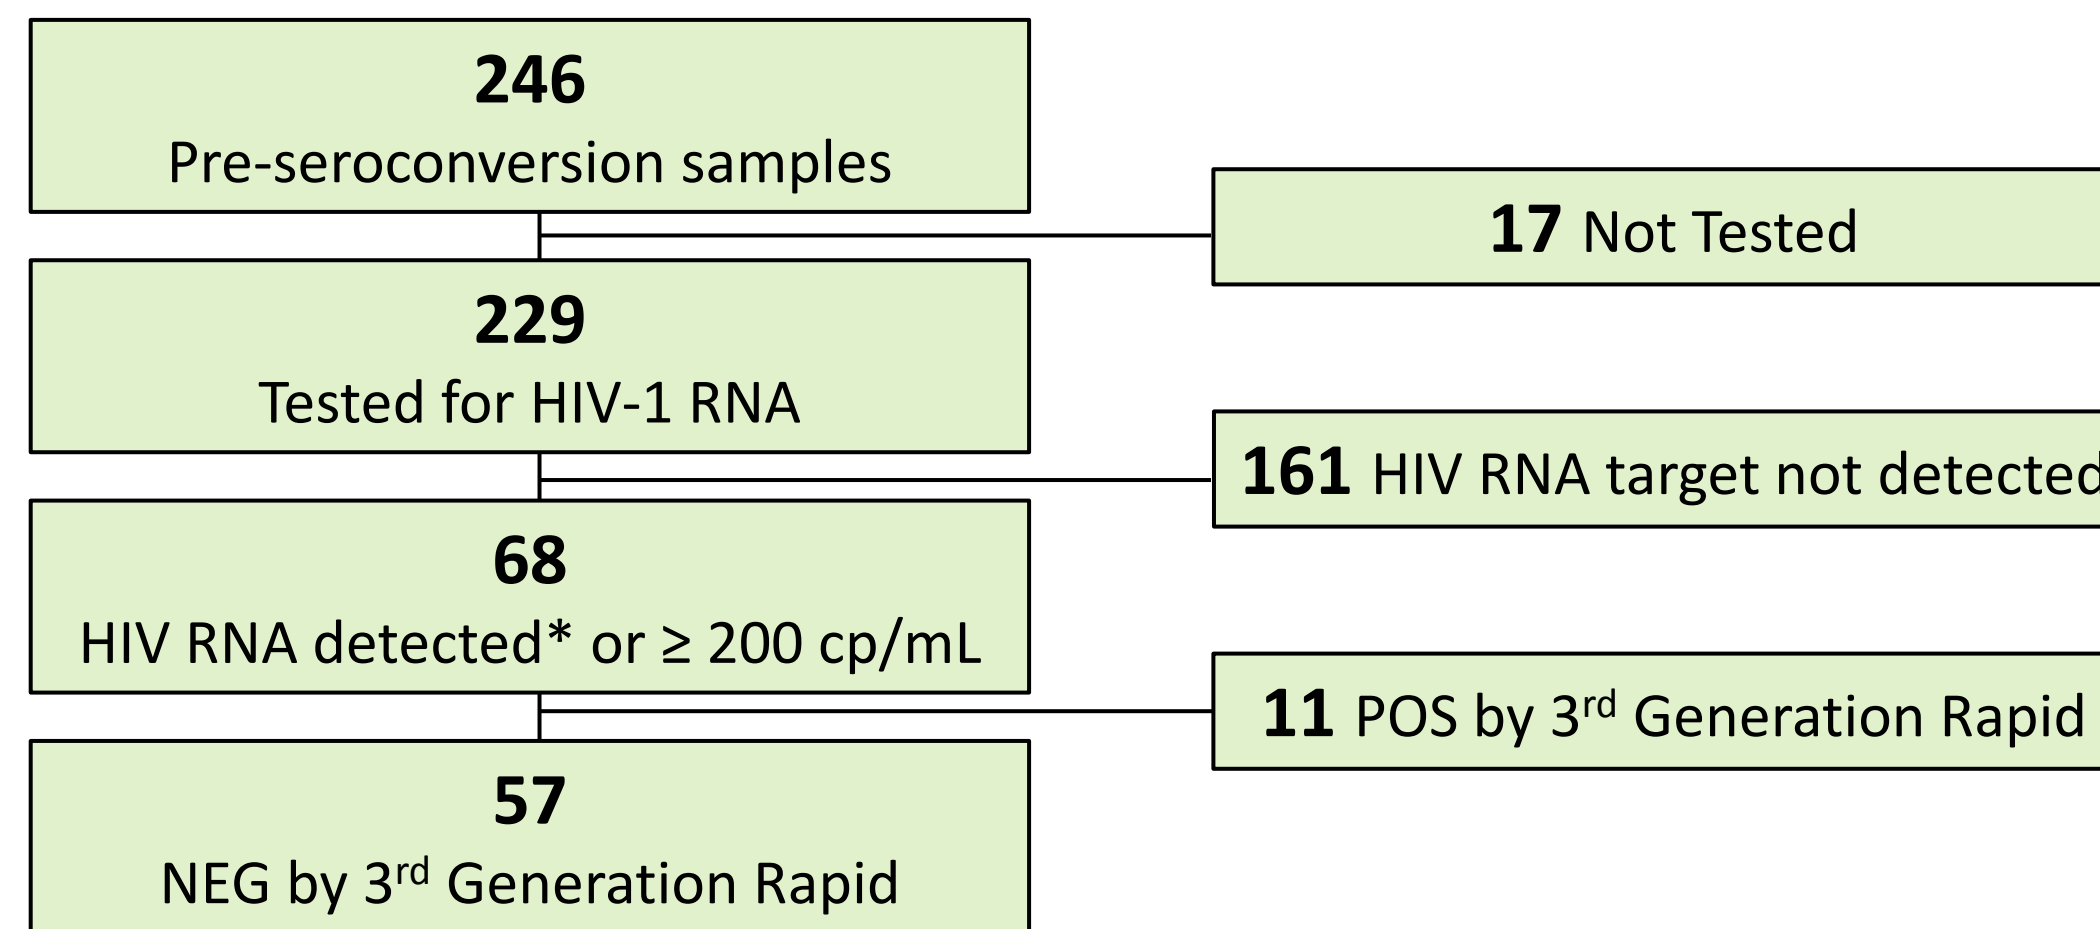 246
Pre-seroconversion samples
17 Not Tested
229
Tested for HIV-1 RNA
161 HIV RNA target not detected
68
HIV RNA detected* or ≥ 200 cp/mL
11 POS by 3rd Generation Rapid
57
NEG by 3rd Generation Rapid